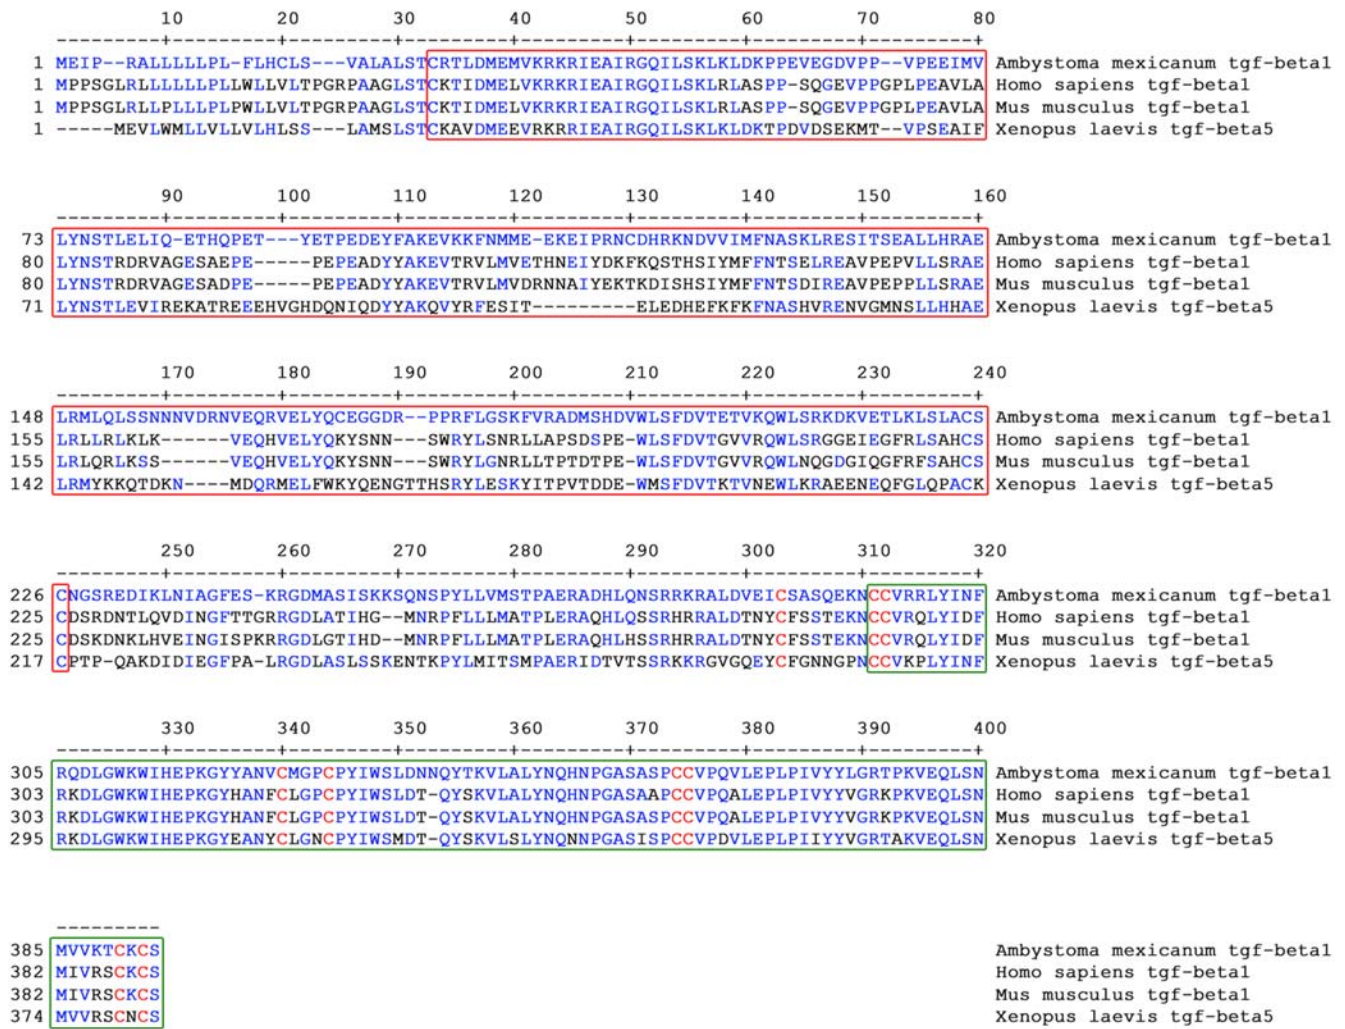 10 20 30 40 50 60 70 80
---------+---------+---------+---------+---------+---------+---------+---------+
1 MEIP--RALLLLLLPL-FLHCLS---VALALSTCRTLDMEMVKRKRIEAIRGQILSKLKLDKPPEVEGDVPP--VPEEIMV Ambystoma mexicanum tgf-beta1
1 MPPSGLRLLLLLLPLLWLLVLTPGRPAAGLSTCKTIDMELVKRKRIEAIRGQILSKLRLASPP-SQGEVPPGPLPEAVLA Homo sapiens tgf-beta1
1 MPPSGLRLLPLLLPLPWLLVLTPGRPAAGLSTCKTIDMELVKRKRIEAIRGQILSKLRLASPP-SQGEVPPGPLPEAVLA Mus musculus tgf-beta1
1 -----MEVLWMLLVLLVLHLSS---LAMSLSTCKAVDMEEVRKRRIEAIRGQILSKLKLDKTPDVDSEKMT--VPSEAIF Xenopus laevis tgf-beta5
90 100 110 120 130 140 150 160
---------+---------+---------+---------+---------+---------+---------+---------+
73 LYNSTLELIQ-ETHQPET---YETPEDEYFAKEVKKFNMME-EKEIPRNCDHRKNDVVIMFNASKLRESITSEALLHRAE Ambystoma mexicanum tgf-beta1
80 LYNSTRDRVAGESAEPE-----PEPEADYYAKEVTRVLMVETHNEIYDKFKQSTHSIYMFFNTSELREAVPEPVLLSRAE Homo sapiens tgf-beta1
80 LYNSTRDRVAGESADPE-----PEPEADYYAKEVTRVLMVDRNNAIYEKTKDISHSIYMFFNTSDIREAVPEPPLLSRAE Mus musculus tgf-beta1
71 LYNSTLEVIREKATREEEHVGHDQNIQDYYAKQVYRFESIT---------ELEDHEFKFKFNASHVRENVGMNSLLHHAE Xenopus laevis tgf-beta5
170 180 190 200 210 220 230 240
---------+---------+---------+---------+---------+---------+---------+---------+
148 LRMLQLSSNNNVDRNVEQRVELYQCEGGDR--PPRFLGSKFVRADMSHDVWLSFDVTETVKQWLSRKDKVETLKLSLACS Ambystoma mexicanum tgf-beta1
155 LRLLRLKLK------VEQHVELYQKYSNN---SWRYLSNRLLAPSDSPE-WLSFDVTGVVRQWLSRGGEIEGFRLSAHCS Homo sapiens tgf-beta1
155 LRLQRLKSS------VEQHVELYQKYSNN---SWRYLGNRLLTPTDTPE-WLSFDVTGVVRQWLNQGDGIQGFRFSAHCS Mus musculus tgf-beta1
142 LRMYKKQTDKN----MDQRMELFWKYQENGTTHSRYLESKYITPVTDDE-WMSFDVTKTVNEWLKRAEENEQFGLQPACK Xenopus laevis tgf-beta5
250 260 270 280 290 300 310 320
---------+---------+---------+---------+---------+---------+---------+---------+
226 CNGSREDIKLNIAGFES-KRGDMASISKKSQNSPYLLVMSTPAERADHLQNSRRKRALDVEICSASQEKNCCVRRLYINF Ambystoma mexicanum tgf-beta1
225 CDSRDNTLQVDINGFTTGRRGDLATIHG--MNRPFLLLMATPLERAQHLQSSRHRRALDTNYCFSSTEKNCCVRQLYIDF Homo sapiens tgf-beta1
225 CDSKDNKLHVEINGISPKRRGDLGTIHD--MNRPFLLLMATPLERAQHLHSSRHRRALDTNYCFSSTEKNCCVRQLYIDF Mus musculus tgf-beta1
217 CPTP-QAKDIDIEGFPA-LRGDLASLSSKENTKPYLMITSMPAERIDTVTSSRKKRGVGQEYCFGNNGPNCCVKPLYINF Xenopus laevis tgf-beta5
330 340 350 360 370 380 390 400
---------+---------+---------+---------+---------+---------+---------+---------+
305 RQDLGWKWIHEPKGYYANVCMGPCPYIWSLDNNQYTKVLALYNQHNPGASASPCCVPQVLEPLPIVYYLGRTPKVEQLSN Ambystoma mexicanum tgf-beta1
303 RKDLGWKWIHEPKGYHANFCLGPCPYIWSLDT-QYSKVLALYNQHNPGASAAPCCVPQALEPLPIVYYVGRKPKVEQLSN Homo sapiens tgf-beta1
303 RKDLGWKWIHEPKGYHANFCLGPCPYIWSLDT-QYSKVLALYNQHNPGASASPCCVPQALEPLPIVYYVGRKPKVEQLSN Mus musculus tgf-beta1
295 RKDLGWKWIHEPKGYEANYCLGNCPYIWSMDT-QYSKVLSLYNQNNPGASISPCCVPDVLEPLPIIYYVGRTAKVEQLSN Xenopus laevis tgf-beta5
---------
385 MVVKTCKCS Ambystoma mexicanum tgf-beta1
382 MIVRSCKCS Homo sapiens tgf-beta1
382 MIVRSCKCS Mus musculus tgf-beta1
374 MVVRSCNCS Xenopus laevis tgf-beta5